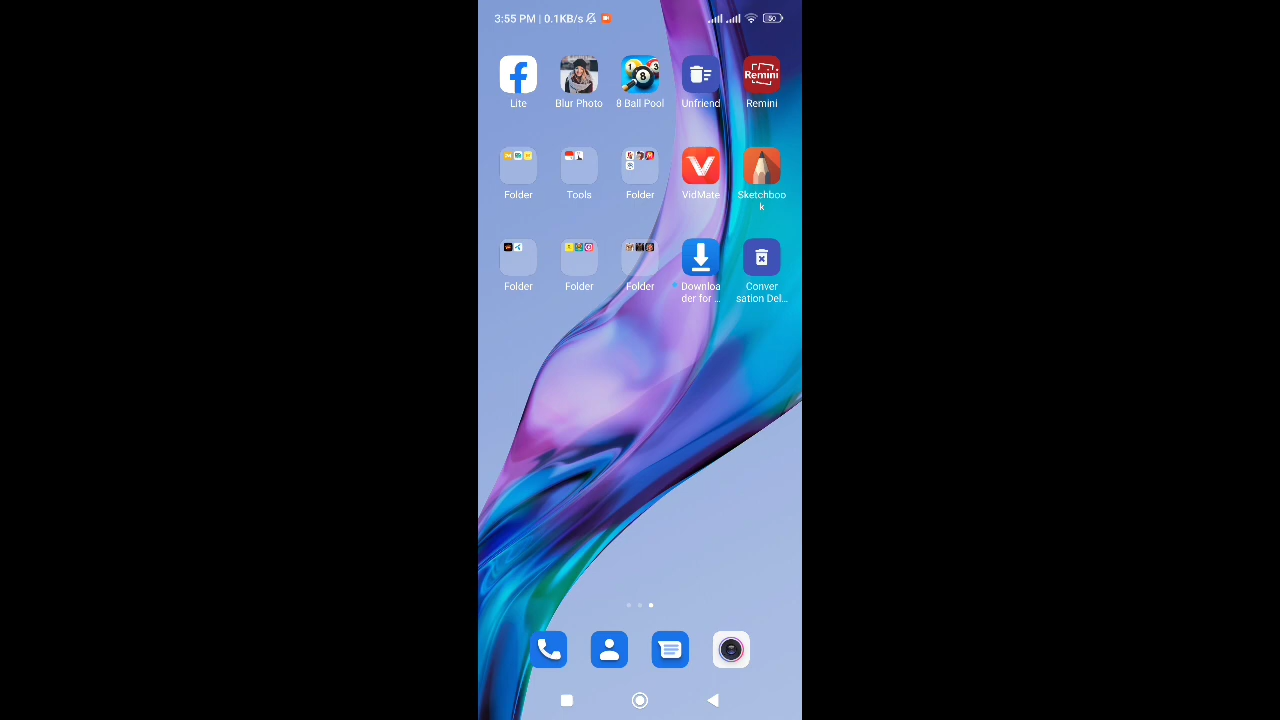 3:55 PM | 0.1KB/s
80
Lite
Blur Photo
8 Ball Pool
Unfriend
Remini
Remini
Folder
Tools
Folder
VidMate
Sketchboo
k
Folder
Folder
Folder
Downloa
der for ...
Conver
sation Del...